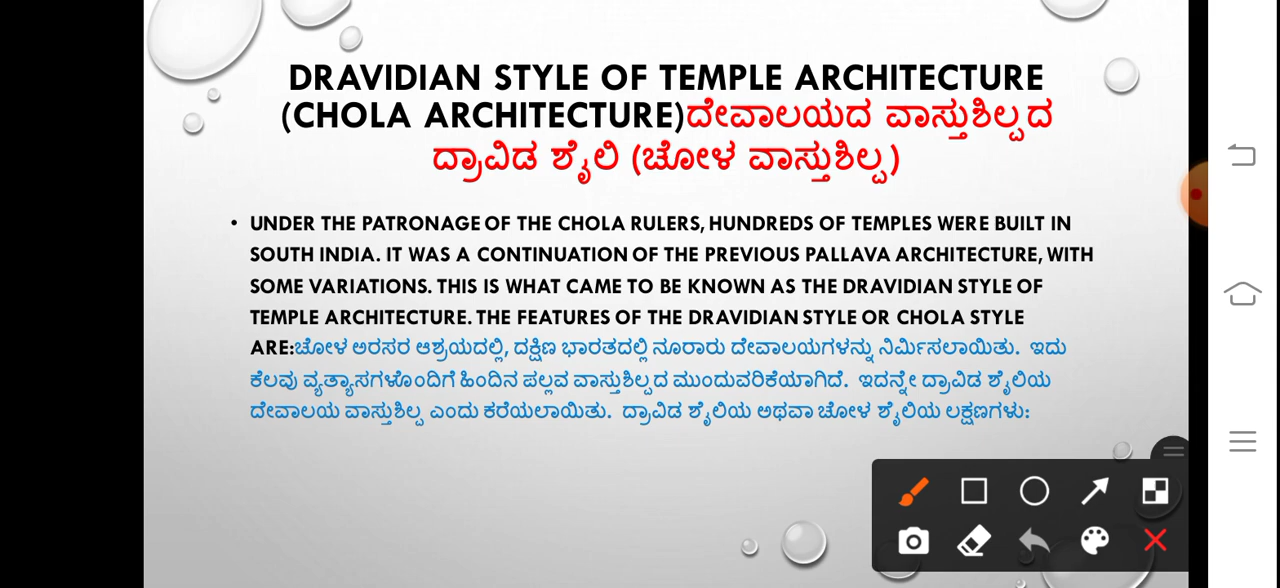 DRAVIDIAN STYLE OF TEMPLE ARCHITECTURE
(CHOLA ARCHITECTURE)ದೇವಾಲಯದ ವಾಸ್ತುಶಿಲ್ಪದ
ದ್ರಾವಿಡ ಶೈಲಿ (ಚೋಳ ವಾಸ್ತುಶಿಲ್ಪ)
• UNDER THE PATRONAGE OF THE CHOLA RULERS, HUNDREDS OF TEMPLES WERE BUILT IN
SOUTH INDIA. IT WAS A CONTINUATION OF THE PREVIOUS PALLAVA ARCHITECTURE, WITH
SOME VARIATIONS. THIS IS WHAT CAME TO BE KNOWN AS THE DRAVIDIAN STYLE OF
TEMPLE ARCHITECTURE. THE FEATURES OF THE DRAVIDIAN STYLE OR CHOLA STYLE
ARE:ಚೋಳ ಅರಸರ ಆಶ್ರಯದಲ್ಲಿ, ದಕ್ಷಿಣ ಭಾರತದಲ್ಲಿ ನೂರಾರು ದೇವಾಲಯಗಳನ್ನು ನಿರ್ಮಿಸಲಾಯಿತು. ಇದು
ಕೆಲವು ವ್ಯತ್ಯಾಸಗಳೊಂದಿಗೆ ಹಿಂದಿನ ಪಲ್ಲವ ವಾಸ್ತುಶಿಲ್ಪದ ಮುಂದುವರಿಕೆಯಾಗಿದೆ. ಇದನ್ನೇ ದ್ರಾವಿಡ ಶೈಲಿಯ
ದೇವಾಲಯ ವಾಸ್ತುಶಿಲ್ಪ ಎಂದು ಕರೆಯಲಾಯಿತು. ದ್ರಾವಿಡ ಶೈಲಿಯ ಅಥವಾ ಚೋಳ ಶೈಲಿಯ ಲಕ್ಷಣಗಳು: